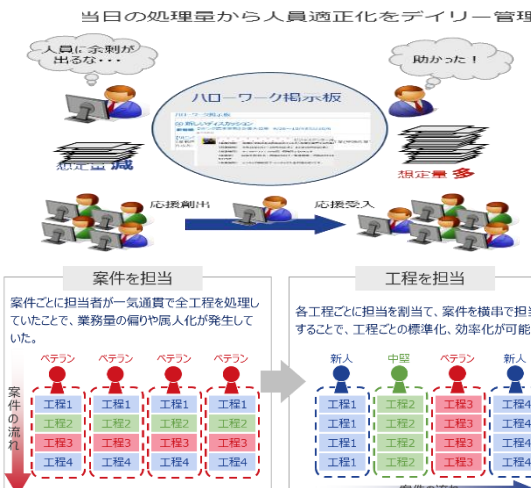 当日の処理量から人員適正化をデイリー管理
人員に余剰が
出るな・・・
助かった！
ハローワーク掲示板
想定量 減
想定量 多
応援創出
応援受入
案件を担当
案件ごとに担当者が一気通貫で全工程を処理し
ていたことで、業務量の偏りや属人化が発生して
いた。
ベテラン ベテラン ベテラン ベテラン
案件の流れ
工程1 工程1 工程1 工程1
工程2 工程2 工程2 工程2
工程3 工程3 工程3 工程3
工程4 工程4 工程4 工程4
工程を担当
各工程ごとに担当を割当て、案件を横串で担当
することで、工程ごとの標準化、効率化が可能
新人 中堅 ベテラン 新人
工程1 工程2 工程3 工程4
工程1 工程2 工程3 工程4
工程1 工程2 工程3 工程4
工程1 工程2 工程3 工程4
案件の流れ